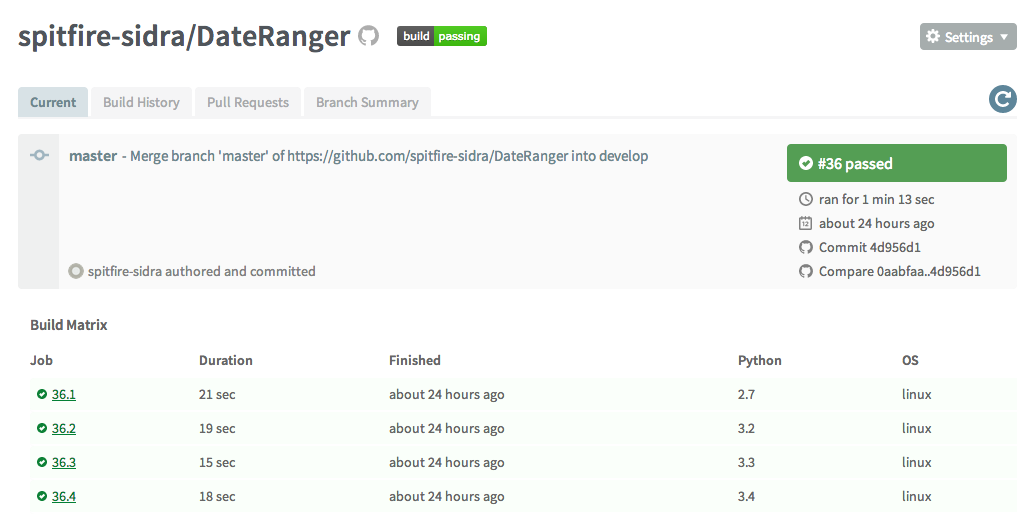 spitfire-sidra/DateRanger build passing Settings
Current Build History Pull Requests Branch Summary
master - Merge branch 'master' of https://github.com/spitfire-sidra/DateRanger into develop
#36 passed
ran for 1 min 13 sec
12 about 24 hours ago
Commit 4d956d1
spitfire-sidra authored and committed
Compare 0aabfaa..4d956d1
Build Matrix
Job Duration Finished Python OS
36.1 21 sec about 24 hours ago 2.7 linux
36.2 19 sec about 24 hours ago 3.2 linux
36.3 15 sec about 24 hours ago 3.3 linux
36.4 18 sec about 24 hours ago 3.4 linux